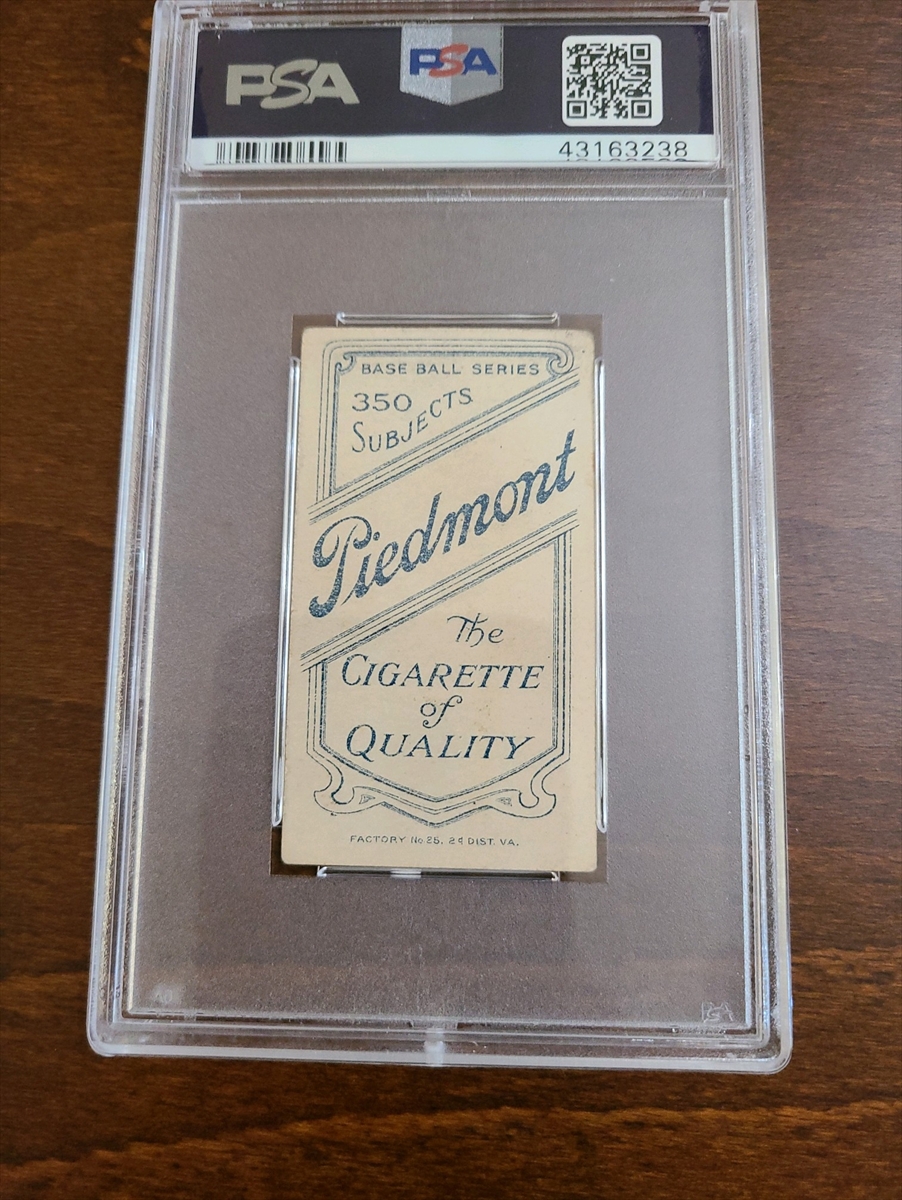 PSA
PSA
43163238
BASE BALL SERIES
350
SUBJECTS.
Piedmont
The
CIGARETTE
of
QUALITY
FACTORY No 25, 2d DIST. VA.
PSA